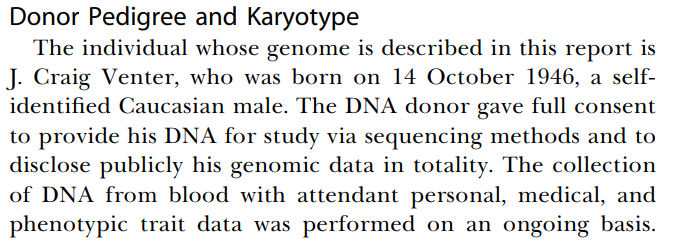 Donor Pedigree and Karyotype
The individual whose genome is described in this report is
J. Craig Venter, who was born on 14 October 1946, a self-
identified Caucasian male. The DNA donor gave full consent
to provide his DNA for study via sequencing methods and to
disclose publicly his genomic data in totality. The collection
of DNA from blood with attendant personal, medical, and
phenotypic trait data was performed on an ongoing basis.